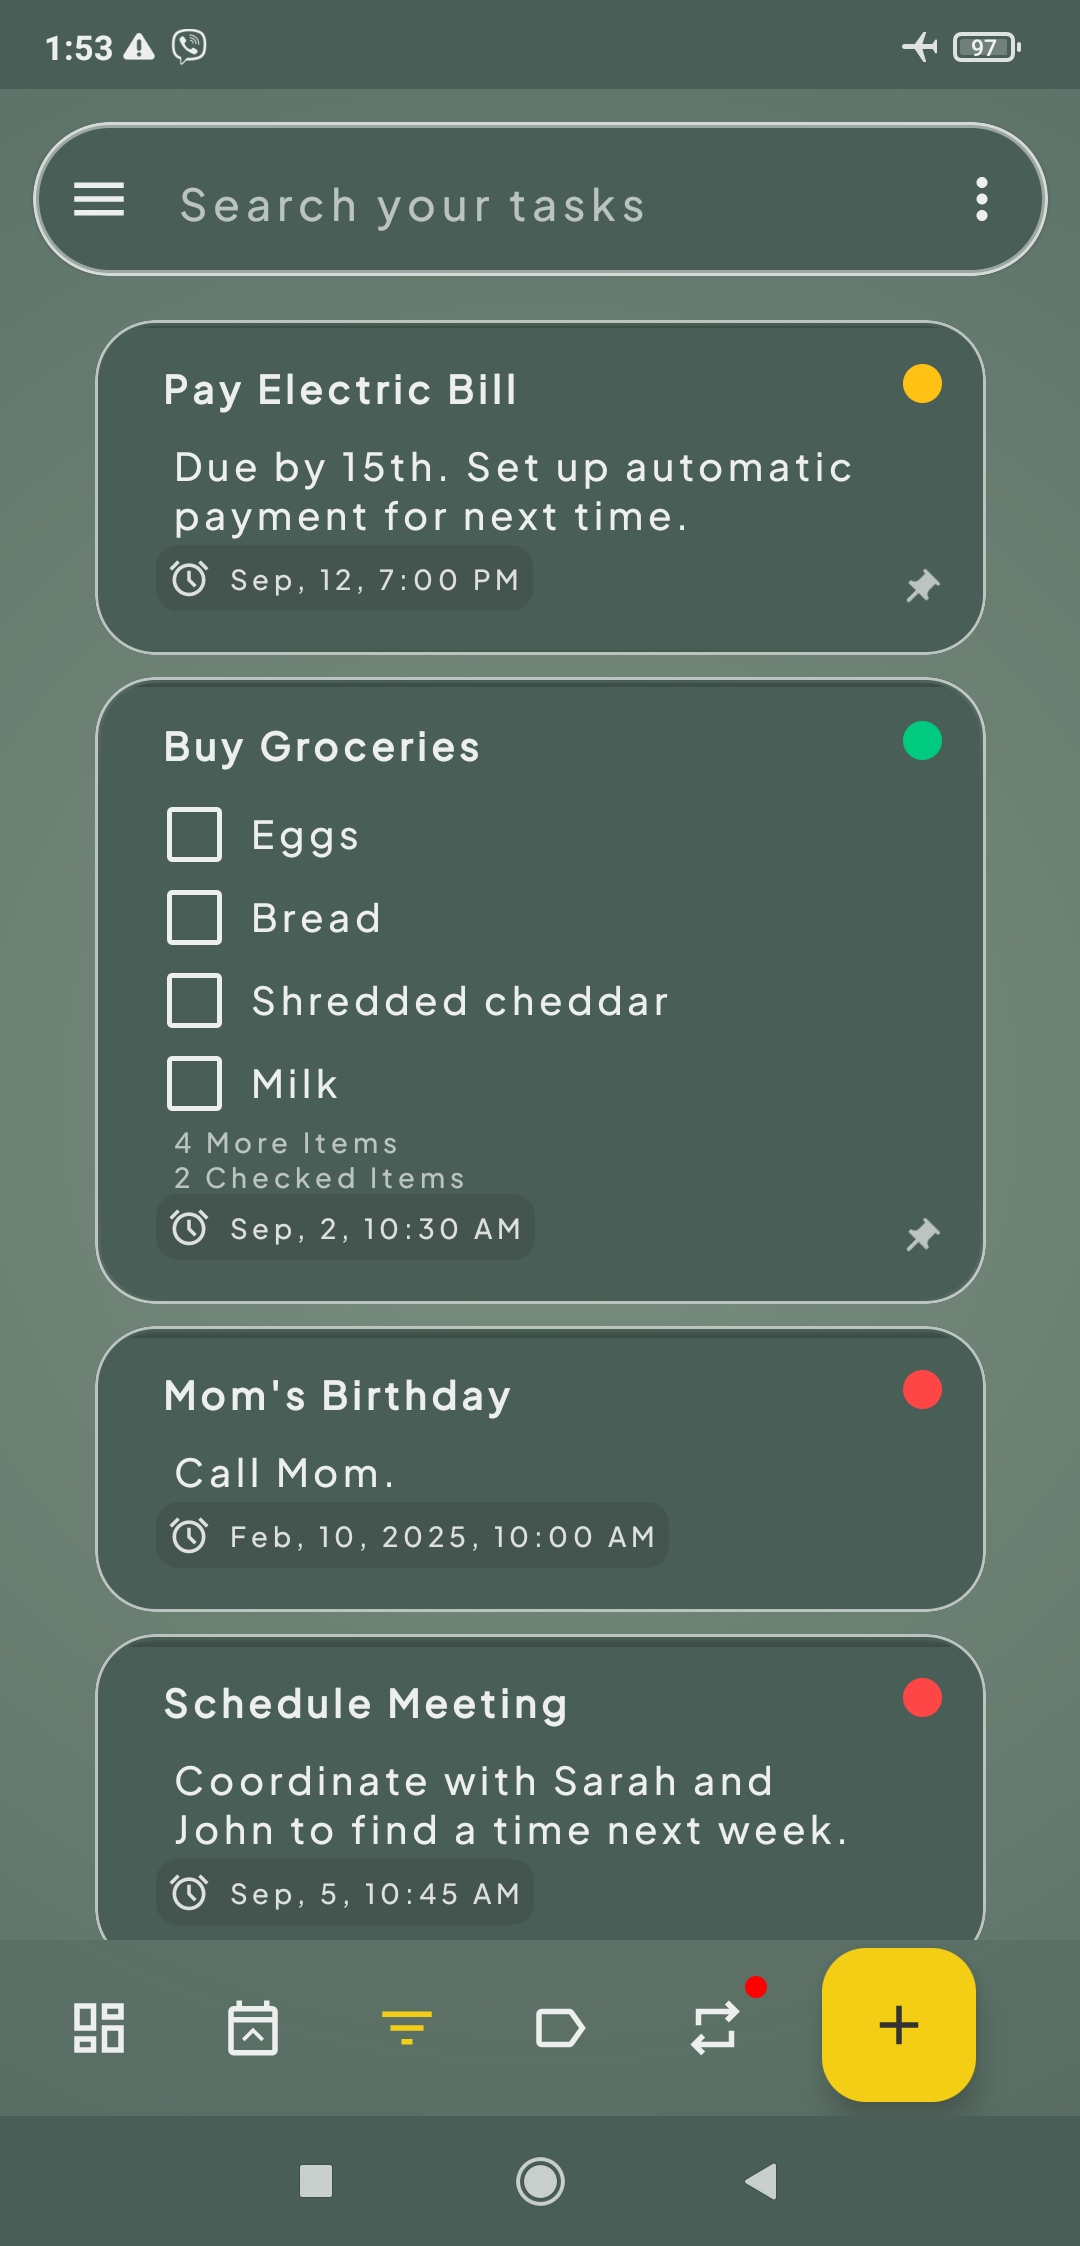 1:53
97
Search your tasks
Pay Electric Bill
Due by 15th. Set up automatic
payment for next time.
Sep, 12, 7:00 PM
Buy Groceries
Eggs
Bread
Shredded cheddar
Milk
4 More Items
2 Checked Items
Sep, 2, 10:30 AM
Mom's Birthday
Call Mom.
Feb, 10, 2025, 10:00 AM
Schedule Meeting
Coordinate with Sarah and
John to find a time next week.
Sep, 5, 10:45 AM